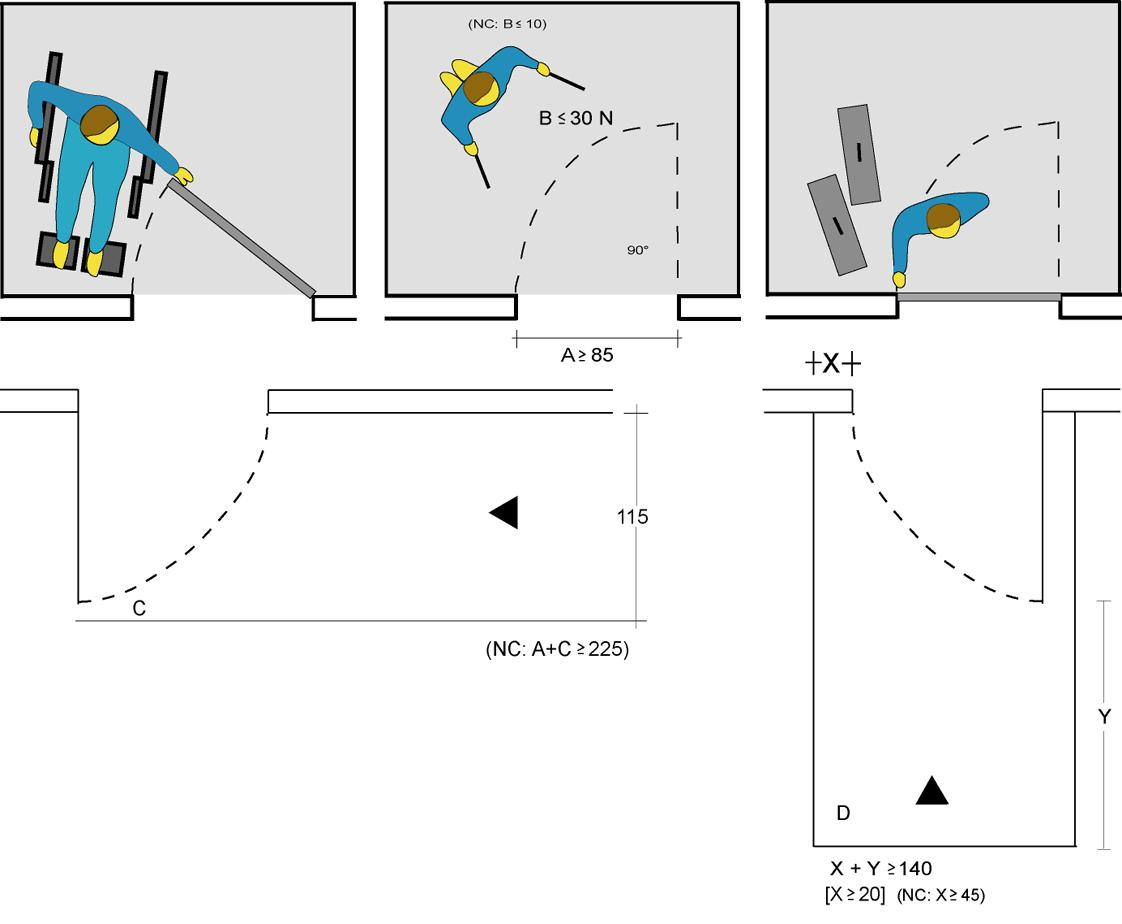 (NC: B ≤ 10)
B ≤ 30 N
90°
A ≥ 85
X
115
C
(NC: A+C ≥ 225)
Y
D
X + Y ≥ 140
[X ≥ 20] (NC: X ≥ 45)